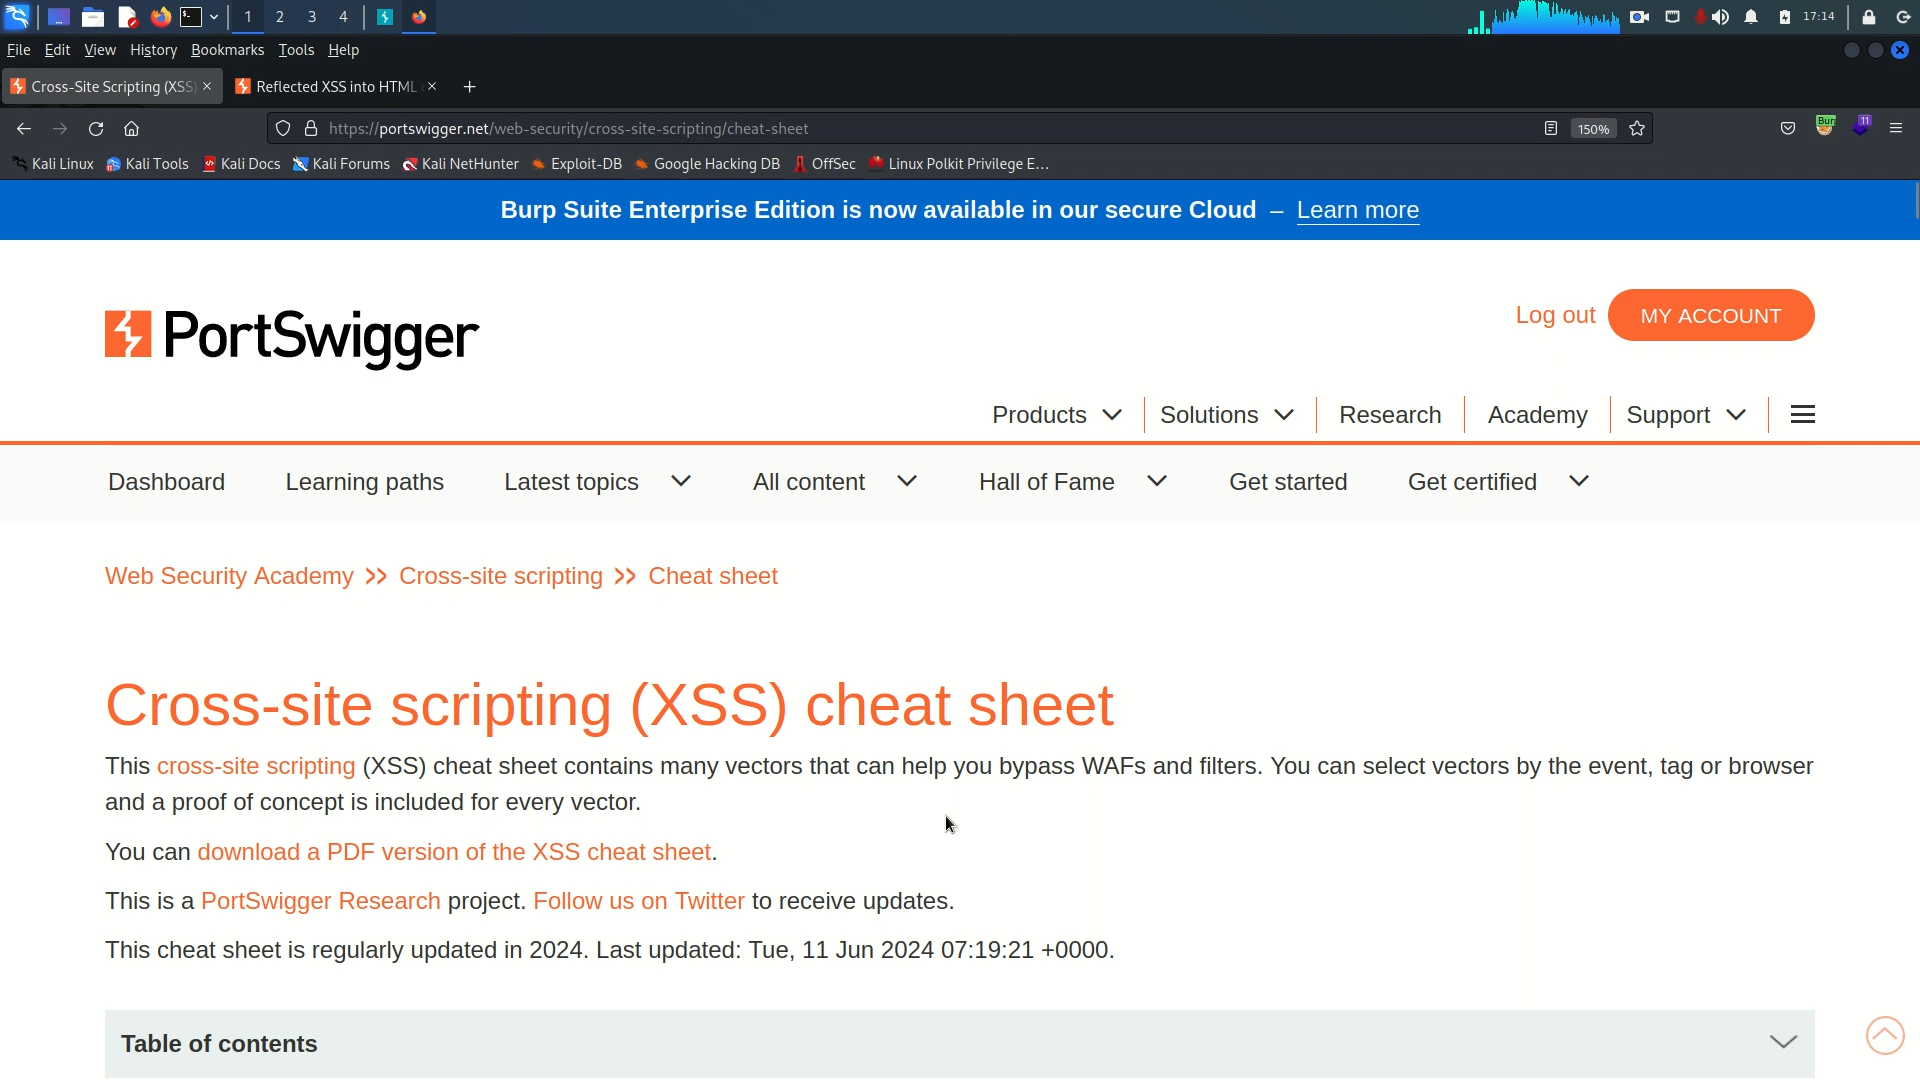 1 2 3 4 17:14
File Edit View History Bookmarks Tools Help
Cross-Site Scripting (XSS) Reflected XSS into HTML
https://portswigger.net/web-security/cross-site-scripting/cheat-sheet 150% Bur 11
Kali Linux Kali Tools Kali Docs Kali Forums Kali NetHunter Exploit-DB Google Hacking DB OffSec Linux Polkit Privilege E...
Burp Suite Enterprise Edition is now available in our secure Cloud – Learn more
PortSwigger
Log out MY ACCOUNT
Products Solutions Research Academy Support
Dashboard Learning paths Latest topics All content Hall of Fame Get started Get certified
Web Security Academy >> Cross-site scripting >> Cheat sheet
Cross-site scripting (XSS) cheat sheet
This cross-site scripting (XSS) cheat sheet contains many vectors that can help you bypass WAFs and filters. You can select vectors by the event, tag or browser
and a proof of concept is included for every vector.
You can download a PDF version of the XSS cheat sheet.
This is a PortSwigger Research project. Follow us on Twitter to receive updates.
This cheat sheet is regularly updated in 2024. Last updated: Tue, 11 Jun 2024 07:19:21 +0000.
Table of contents